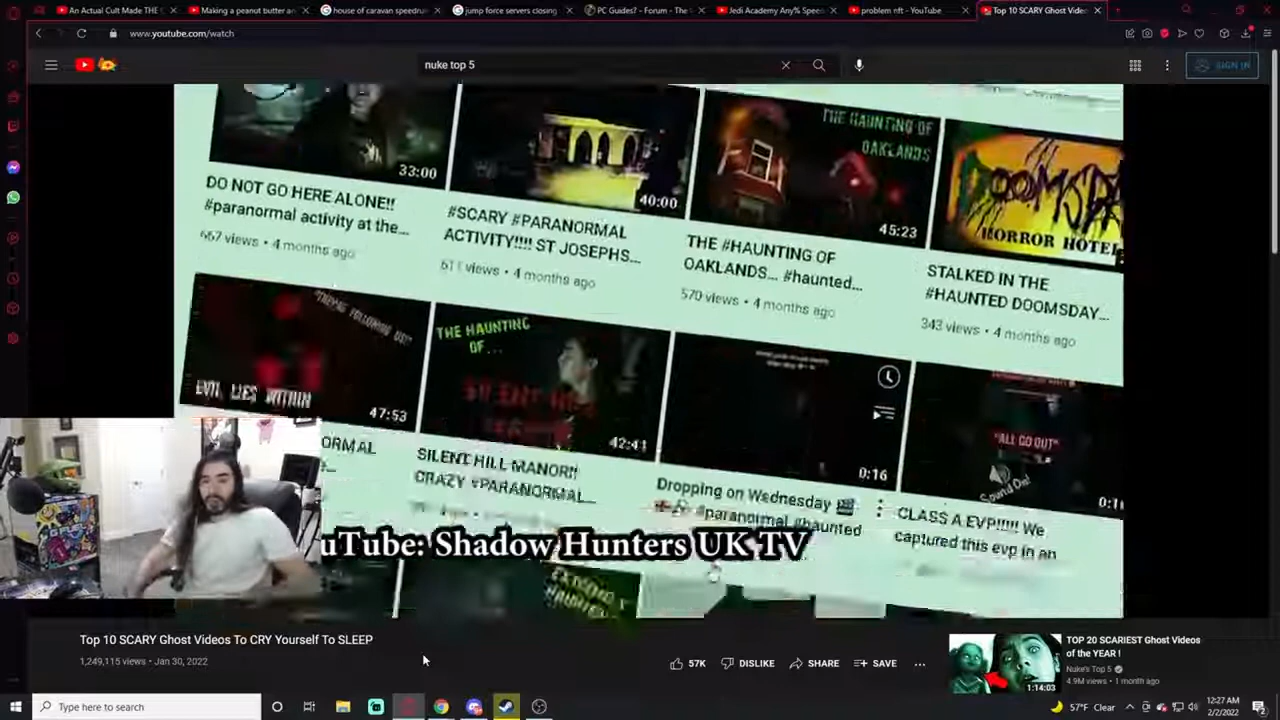 An Actual Cult Made THE
Making a peanut butter an
house of caravan speedru
jump force servers closing
PC Guides? - Forum - The
Jedi Academy Any% Speed
problem nft - YouTube
Top 10 SCARY Ghost Video
www.youtube.com/watch
nuke top 5
SIGN IN
THE HAUNTING OF
OAKLANDS
HORROR HOTEL
33:00
40:00
45:23
DO NOT GO HERE ALONE!!
#paranormal activity at the...
667 views • 4 months ago
#SCARY #PARANORMAL
ACTIVITY!!!! ST JOSEPHS...
611 views • 4 months ago
THE #HAUNTING OF
OAKLANDS... #haunted...
570 views • 4 months ago
STALKED IN THE
#HAUNTED DOOMSDAY...
343 views • 4 months ago
EVIL LIES WITHIN
47:53
THE HAUNTING
OF...
42:41
0:16
"ALL GO OUT"
Sound On!
ORMAL
SILENT HILL MANOR!!
CRAZY #PARANORMAL...
Dropping on Wednesday
#paranormal #haunted
CLASS A EVP!!!!! We
captured this evp in an
uTube: Shadow Hunters UK TV
Top 10 SCARY Ghost Videos To CRY Yourself To SLEEP
1,249,115 views • Jan 30, 2022
57K
DISLIKE
SHARE
SAVE
TOP 20 SCARIEST Ghost Videos
of the YEAR !
Nuke's Top 5
4.9M views • 1 month ago
1:14:03
Type here to search
57°F Clear
12:27 AM
2/2/2022